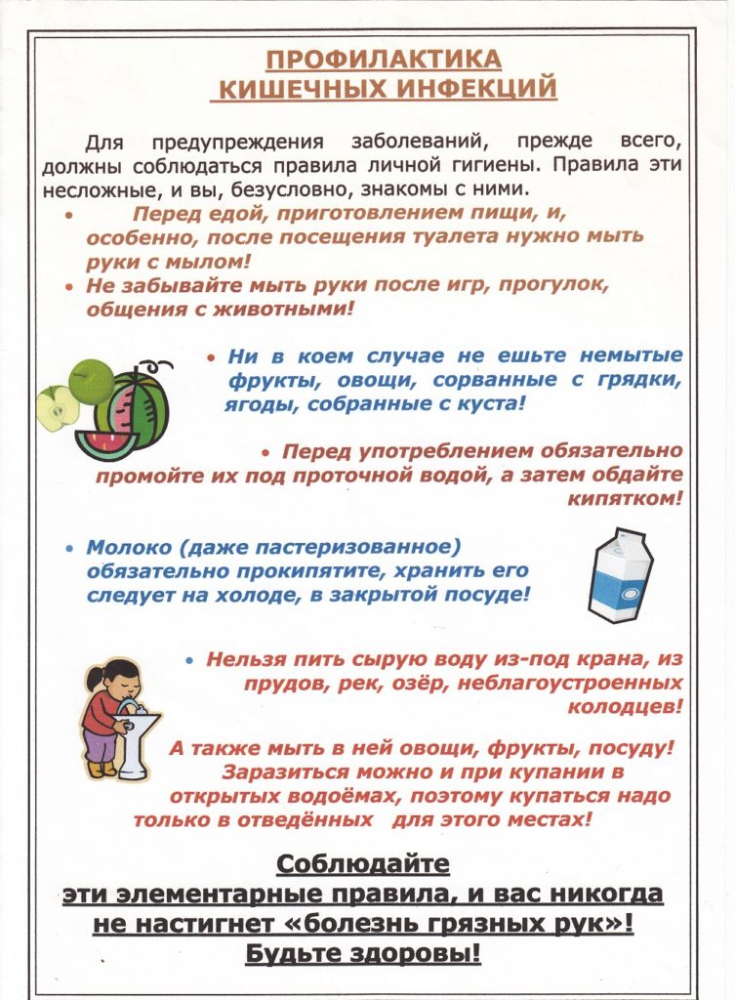 ПРОФИЛАКТИКА
КИШЕЧНЫХ ИНФЕКЦИЙ
Для предупреждения заболеваний, прежде всего,
должны соблюдаться правила личной гигиены. Правила эти
несложные, и вы, безусловно, знакомы с ними.
• Перед едой, приготовлением пищи, и,
особенно, после посещения туалета нужно мыть
руки с мылом!
• Не забывайте мыть руки после игр, прогулок,
общения с животными!
• Ни в коем случае не ешьте немытые
фрукты, овощи, сорванные с грядки,
ягоды, собранные с куста!
• Перед употреблением обязательно
промойте их под проточной водой, а затем обдайте
кипятком!
• Молоко (даже пастеризованное)
обязательно прокипятите, хранить его
следует на холоде, в закрытой посуде!
• Нельзя пить сырую воду из-под крана, из
прудов, рек, озёр, неблагоустроенных
колодцев!
А также мыть в ней овощи, фрукты, посуду!
Заразиться можно и при купании в
открытых водоёмах, поэтому купаться надо
только в отведённых для этого местах!
Соблюдайте
эти элементарные правила, и вас никогда
не настигнет «болезнь грязных рук»!
Будьте здоровы!